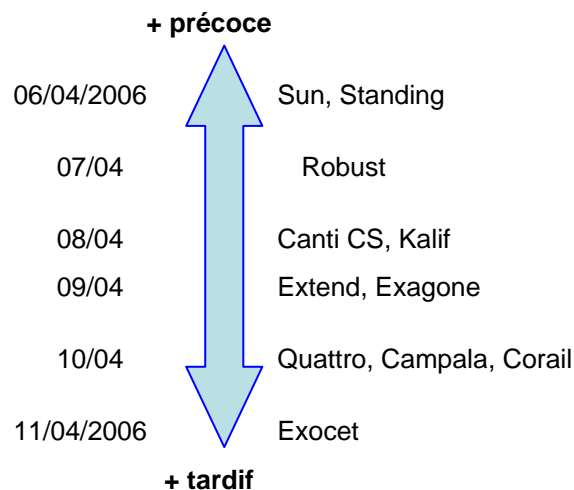 + précoce
06/04/2006 Sun, Standing
07/04 Robust
08/04 Canti CS, Kalif
09/04 Extend, Exagone
10/04 Quattro, Campala, Corail
11/04/2006 Exocet
+ tardif